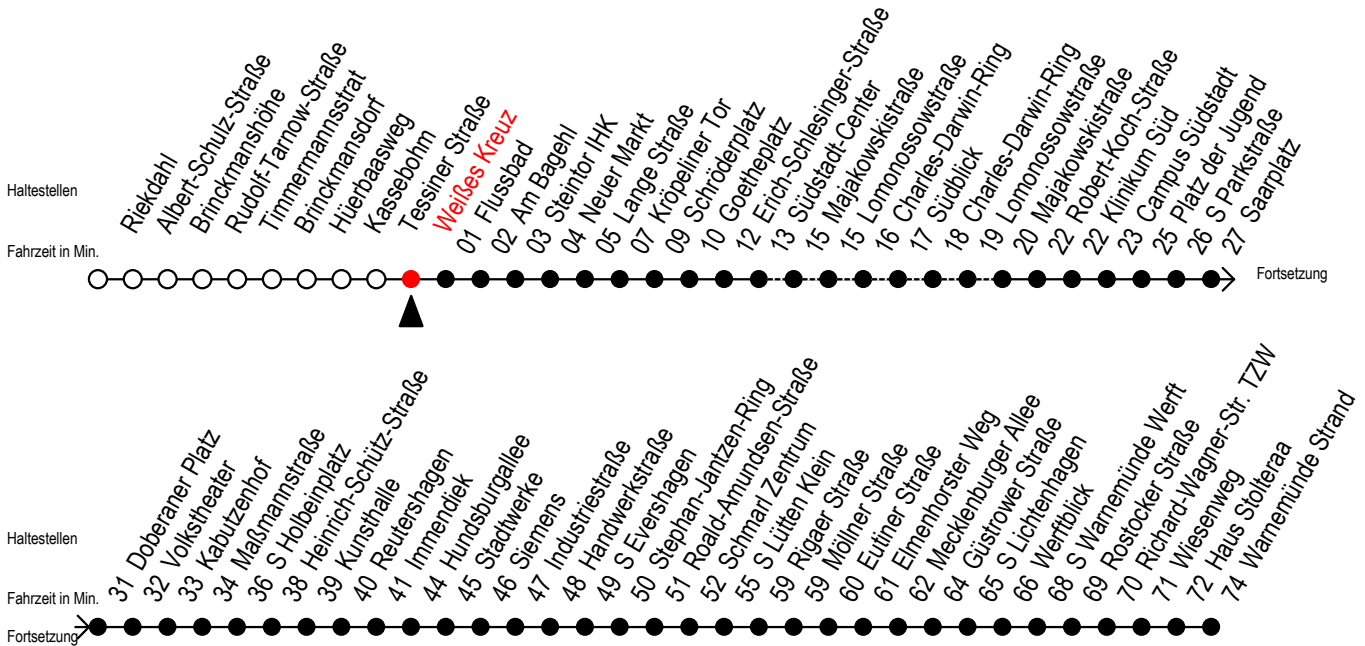 Haltestellen
Riekdahl
Albert-Schulz-Straße
Brinckmanshöhe
Rudolf-Tarnow-Straße
Timmermannsstrat
Brinckmansdorf
Hüerbaasweg
Kassebohm
Tessiner Straße
Weißes Kreuz
Fahrzeit in Min.
01 Flussbad
02 Am Bagehl
03 Steintor IHK
04 Neuer Markt
05 Lange Straße
07 Kröpeliner Tor
09 Schröderplatz
10 Goetheplatz
12 Erich-Schlesinger-Straße
13 Südstadt-Center
15 Majakowskistraße
15 Lomonossowstraße
16 Charles-Darwin-Ring
17 Südblick
18 Charles-Darwin-Ring
19 Lomonossowstraße
20 Majakowskistraße
22 Robert-Koch-Straße
22 Klinikum Süd
23 Campus Südstadt
25 Platz der Jugend
26 S Parkstraße
27 Saarplatz
Fortsetzung
Haltestellen
Fahrzeit in Min.
Fortsetzung
31 Doberaner Platz
32 Volkstheater
33 Kabutzenhof
34 Maßmannstraße
36 S Holbeinplatz
38 Heinrich-Schütz-Straße
39 Kunsthalle
40 Reutershagen
41 Immendiek
44 Hundsburgallee
45 Stadtwerke
46 Siemens
47 Industriestraße
48 Handwerkstraße
49 S Evershagen
50 Stephan-Jantzen-Ring
51 Roald-Amundsen-Straße
52 Schmarl Zentrum
55 S Lütten Klein
59 Rigaer Straße
59 Möllner Straße
60 Eutiner Straße
61 Elmenhorster Weg
62 Mecklenburger Allee
64 Güstrower Straße
65 S Lichtenhagen
66 Werftblick
68 S Warnemünde Werft
69 Rostocker Straße
70 Richard-Wagner-Str. TZW
71 Wiesenweg
72 Haus Stolteraa
74 Warnemünde Strand